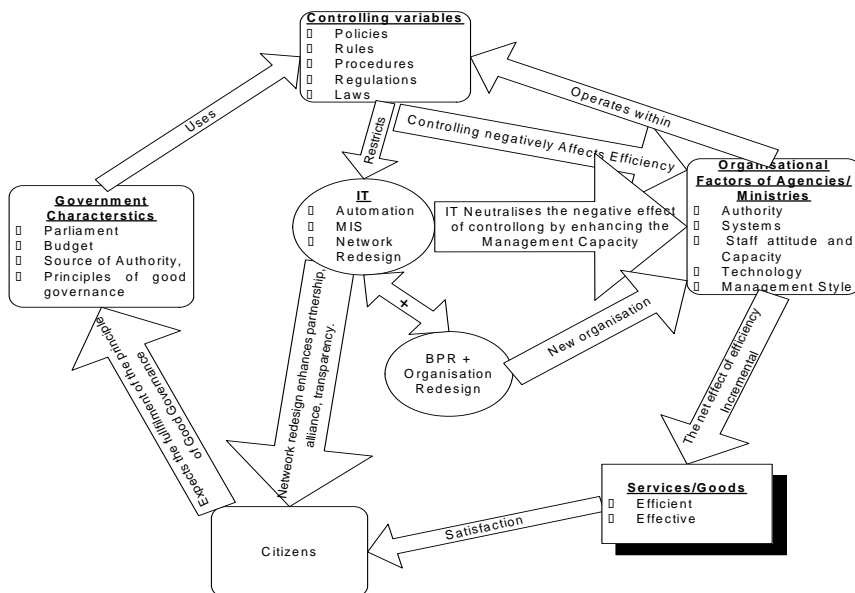 Controlling variables
▯ Policies
▯ Rules
▯ Procedures
▯ Regulations
▯ Laws
Uses
Restricts
Operates within
Controlling negatively Affects Efficiency
Government
Characterstics
▯ Parliament
▯ Budget
▯ Source of Authority,
▯ Principles of good
governance
IT
▯ Automation
▯ MIS
▯ Network
Redesign
IT Neutralises the negative effect
of controllong by enhancing the
Management Capacity
Organisational
Factors of Agencies/
Ministries
▯ Authority
▯ Systems
▯ Staff attitude and
Capacity
▯ Technology
▯ Management Style
+
BPR +
Organisation
Redesign
New organisation
Netweork redesign enhances partnership,
alliance, transparency.
Expects the fulfilment of the principle
of Good Governance
The net effect of efficiency
Incremental
Services/Goods
▯ Efficient
▯ Effective
Satisfaction
Citizens